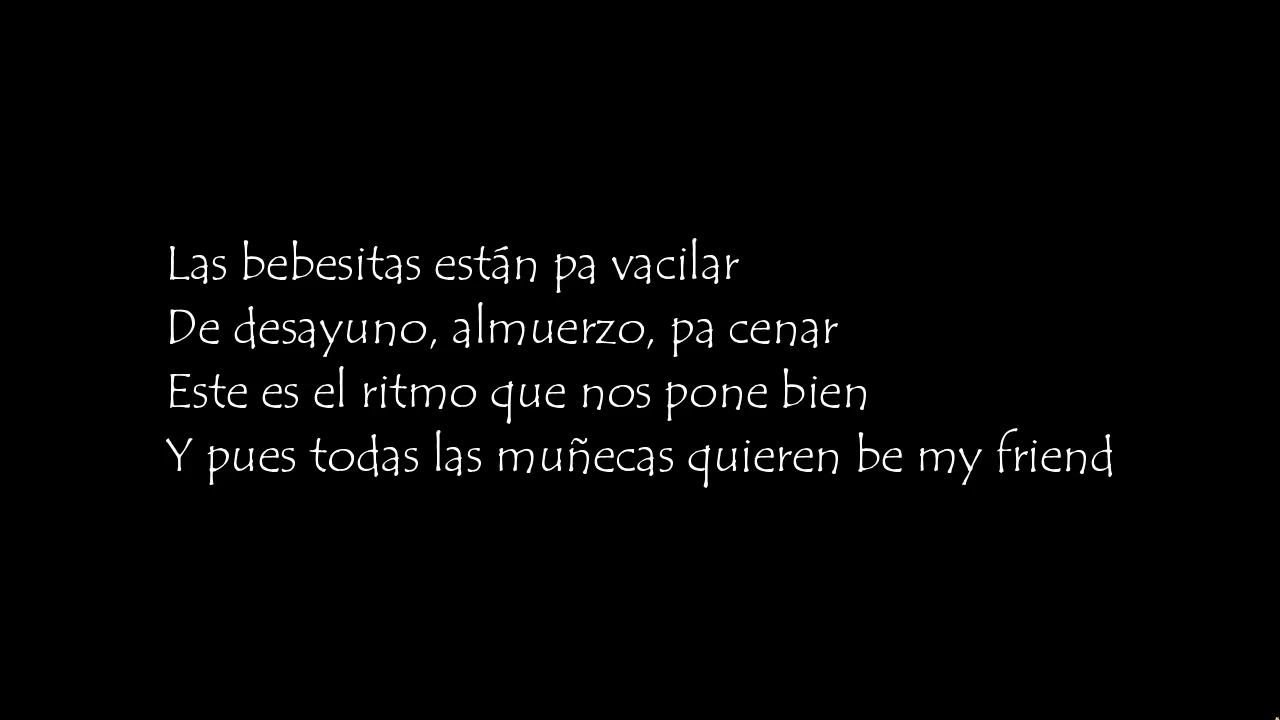 Las bebesitas están pa vacilar
De desayuno, almuerzo, pa cenar
Este es el ritmo que nos pone bien
Y pues todas las muñecas quieren be my friend